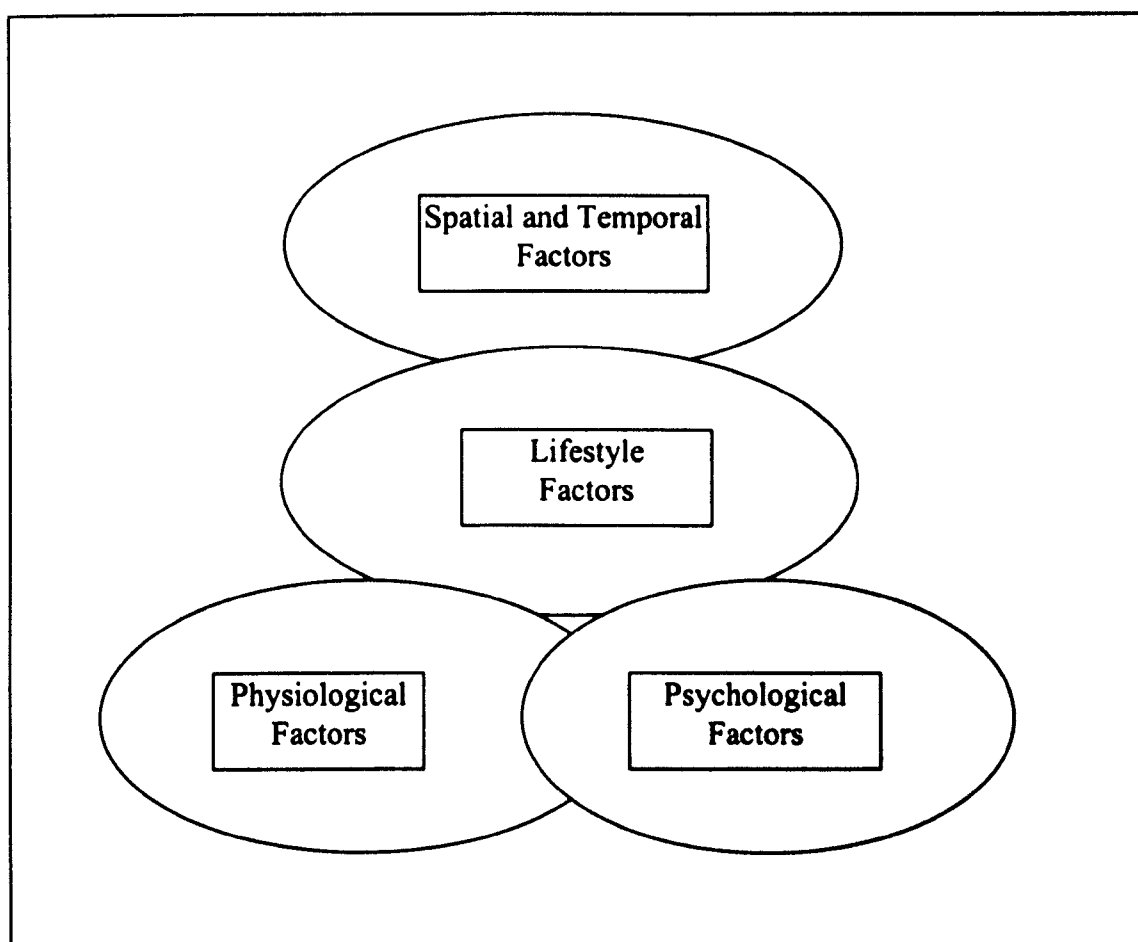 Spatial and Temporal
Factors
Lifestyle
Factors
Physiological
Factors
Psychological
Factors